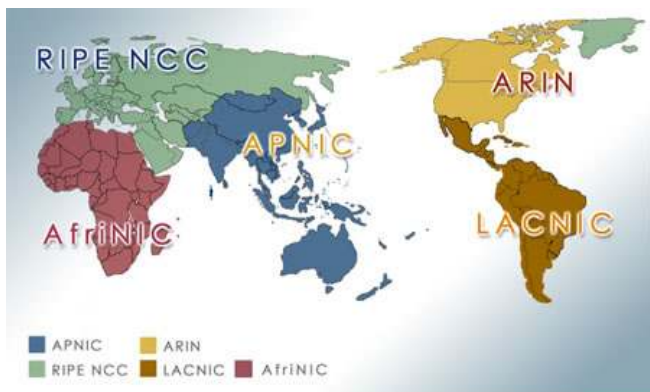 RIPE NCC
ARIN
APNIC
AfriNIC
LACNIC
APNIC ARIN
RIPE NCC LACNIC AfriNIC